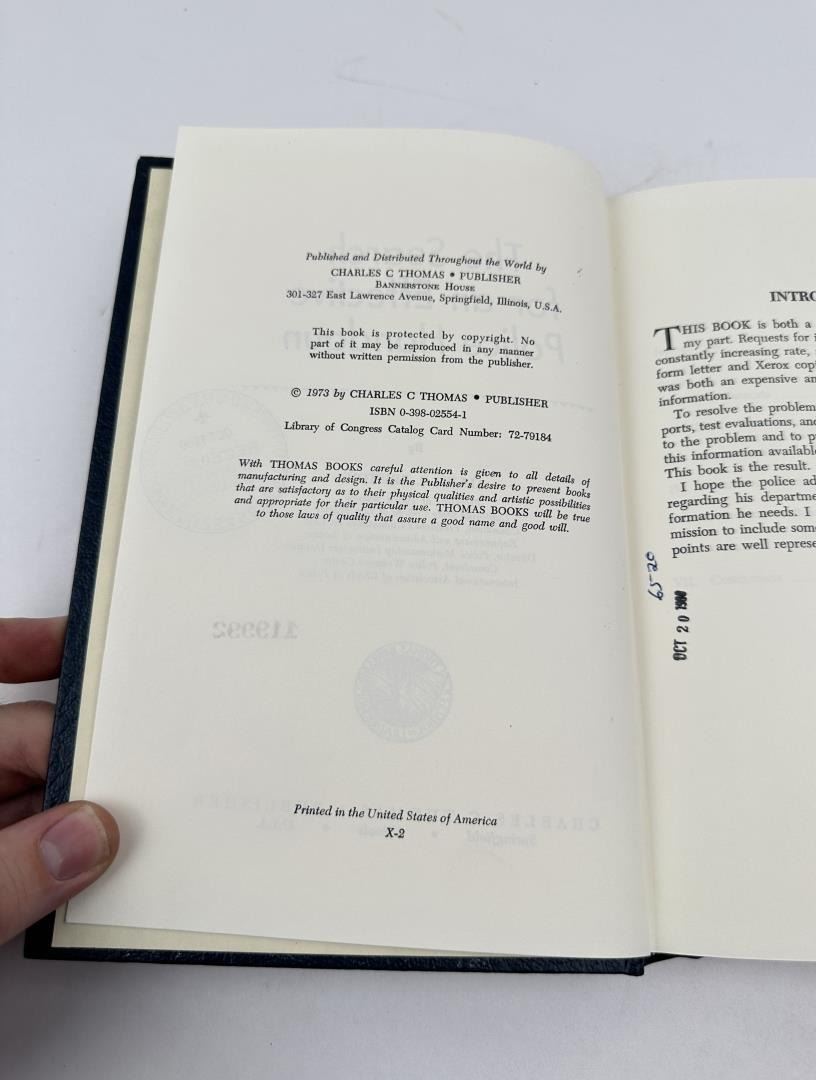 Published and Distributed Throughout the World by
CHARLES C THOMAS • PUBLISHER
BANNERSTONE HOUSE
301-327 East Lawrence Avenue, Springfield, Illinois, U.S.A.
This book is protected by copyright. No
part of it may be reproduced in any manner
without written permission from the publisher.
© 1973 by CHARLES C THOMAS • PUBLISHER
ISBN 0-398-02554-1
Library of Congress Catalog Card Number: 72-79184
With THOMAS BOOKS careful attention is given to all details of
manufacturing and design. It is the Publisher's desire to present books
that are satisfactory as to their physical qualities and artistic possibilities
and appropriate for their particular use. THOMAS BOOKS will be true
to those laws of quality that assure a good name and good will.
119992
Printed in the United States of America
X-2
INTRO
THIS BOOK is both a
my part. Requests for
constantly increasing rate,
form letter and Xerox cop
was both an expensive an
information.
To resolve the problem
ports, test evaluations, and
to the problem and to p
this information available
This book is the result.
I hope the police ad
regarding his departme
formation he needs. I
mission to include som
points are well represe
65-20
OCT 20 1980